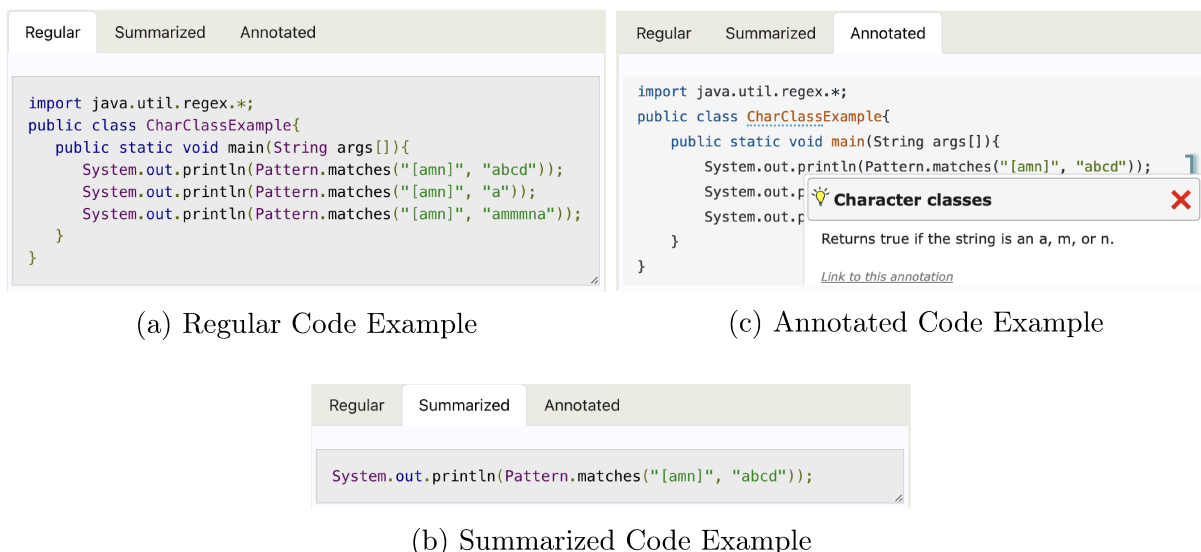 Regular Summarized Annotated
import java.util.regex.*;
public class CharClassExample{
public static void main(String args[]){
System.out.println(Pattern.matches("[amn]", "abcd"));
System.out.println(Pattern.matches("[amn]", "a"));
System.out.println(Pattern.matches("[amn]", "ammmna"));
}
}
(a) Regular Code Example
Regular Summarized Annotated
import java.util.regex.*;
public class CharClassExample{
public static void main(String args[]){
System.out.println(Pattern.matches("[amn]", "abcd"));
System.out.p
System.out.p
}
}
Character classes
Returns true if the string is an a, m, or n.
Link to this annotation
(c) Annotated Code Example
Regular Summarized Annotated
System.out.println(Pattern.matches("[amn]", "abcd"));
(b) Summarized Code Example